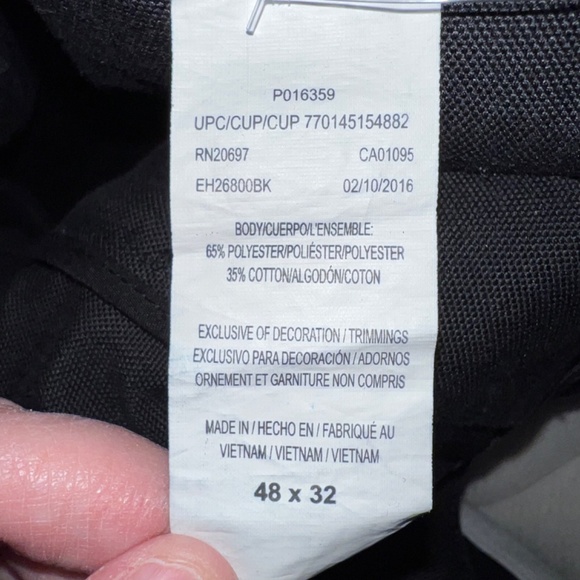 P016359
UPC/CUP/CUP 770145154882
RN20697 CA01095
EH26800BK 02/10/2016
BODY/CUERPO/L'ENSEMBLE:
65% POLYESTER/POLIÉSTER/POLYESTER
35% COTTON/ALGODÓN/COTON
EXCLUSIVE OF DECORATION / TRIMMINGS
EXCLUSIVO PARA DECORACIÓN / ADORNOS
ORNEMENT ET GARNITURE NON COMPRIS
MADE IN / HECHO EN / FABRIQUÉ AU
VIETNAM / VIETNAM / VIETNAM
48 x 32